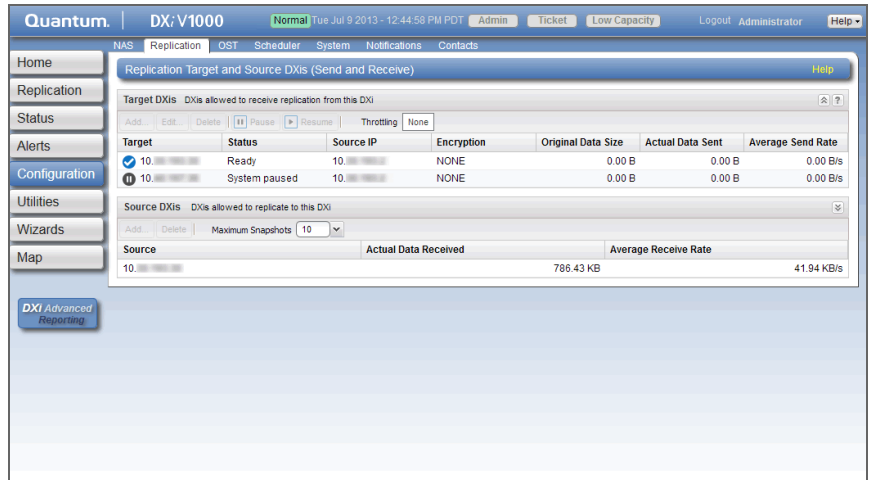 Quantum. DXi V1000 Normal Tue Jul 9 2013 - 12:44:58 PM PDT Admin Ticket Low Capacity Logout Administrator Help
NAS Replication OST Scheduler System Notifications Contacts
Home
Replication
Status
Alerts
Configuration
Utilities
Wizards
Map
DXi Advanced
Reporting
Replication Target and Source DXis (Send and Receive) Help
Target DXis DXis allowed to receive replication from this DXi ?
Add... Edit... Delete Pause Resume Throttling None
Target Status Source IP Encryption Original Data Size Actual Data Sent Average Send Rate
10. Ready 10. NONE 0.00 B 0.00 B 0.00 B/s
10. System paused 10. NONE 0.00 B 0.00 B 0.00 B/s
Source DXis DXis allowed to replicate to this DXi
Add... Delete Maximum Snapshots 10
Source Actual Data Received Average Receive Rate
10. 786.43 KB 41.94 KB/s